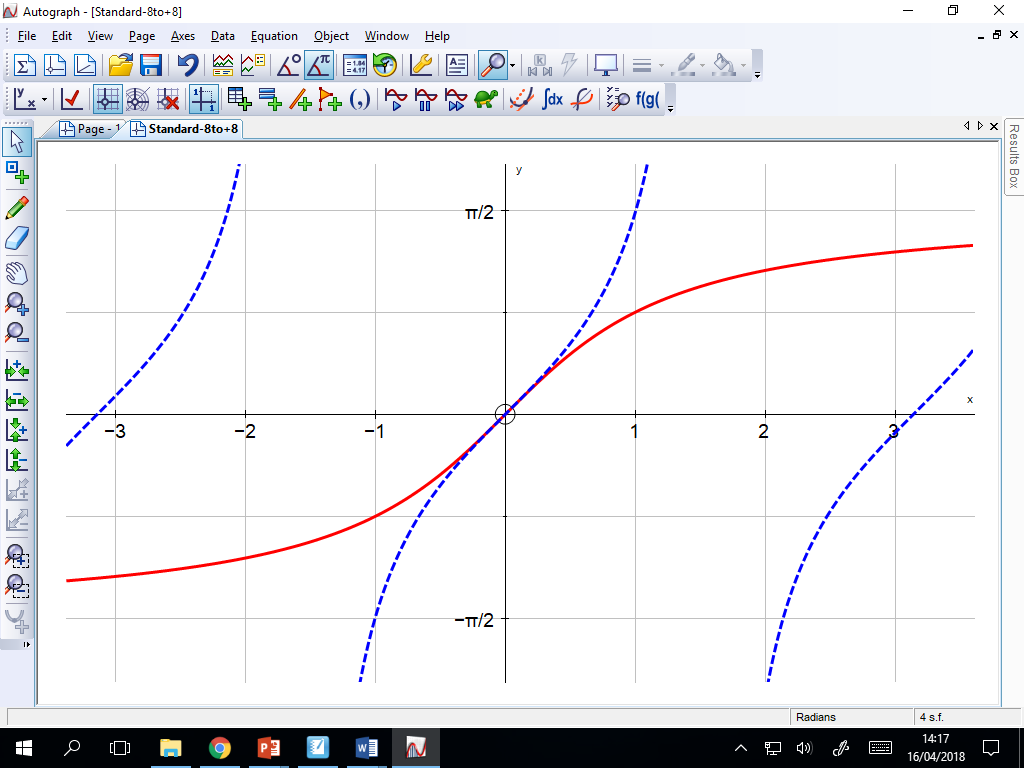 Autograph - [Standard-8to+8]
File Edit View Page Axes Data Equation Object Window Help
Σ π 1.84 4.17 A k
y x 1 1 (,) ∫dx f(g(
Page - 1 Standard-8to+8
Results Box
y
π/2
x
−3 −2 −1 1 2 3
−π/2
Radians 4 s.f.
14:17
16/04/2018